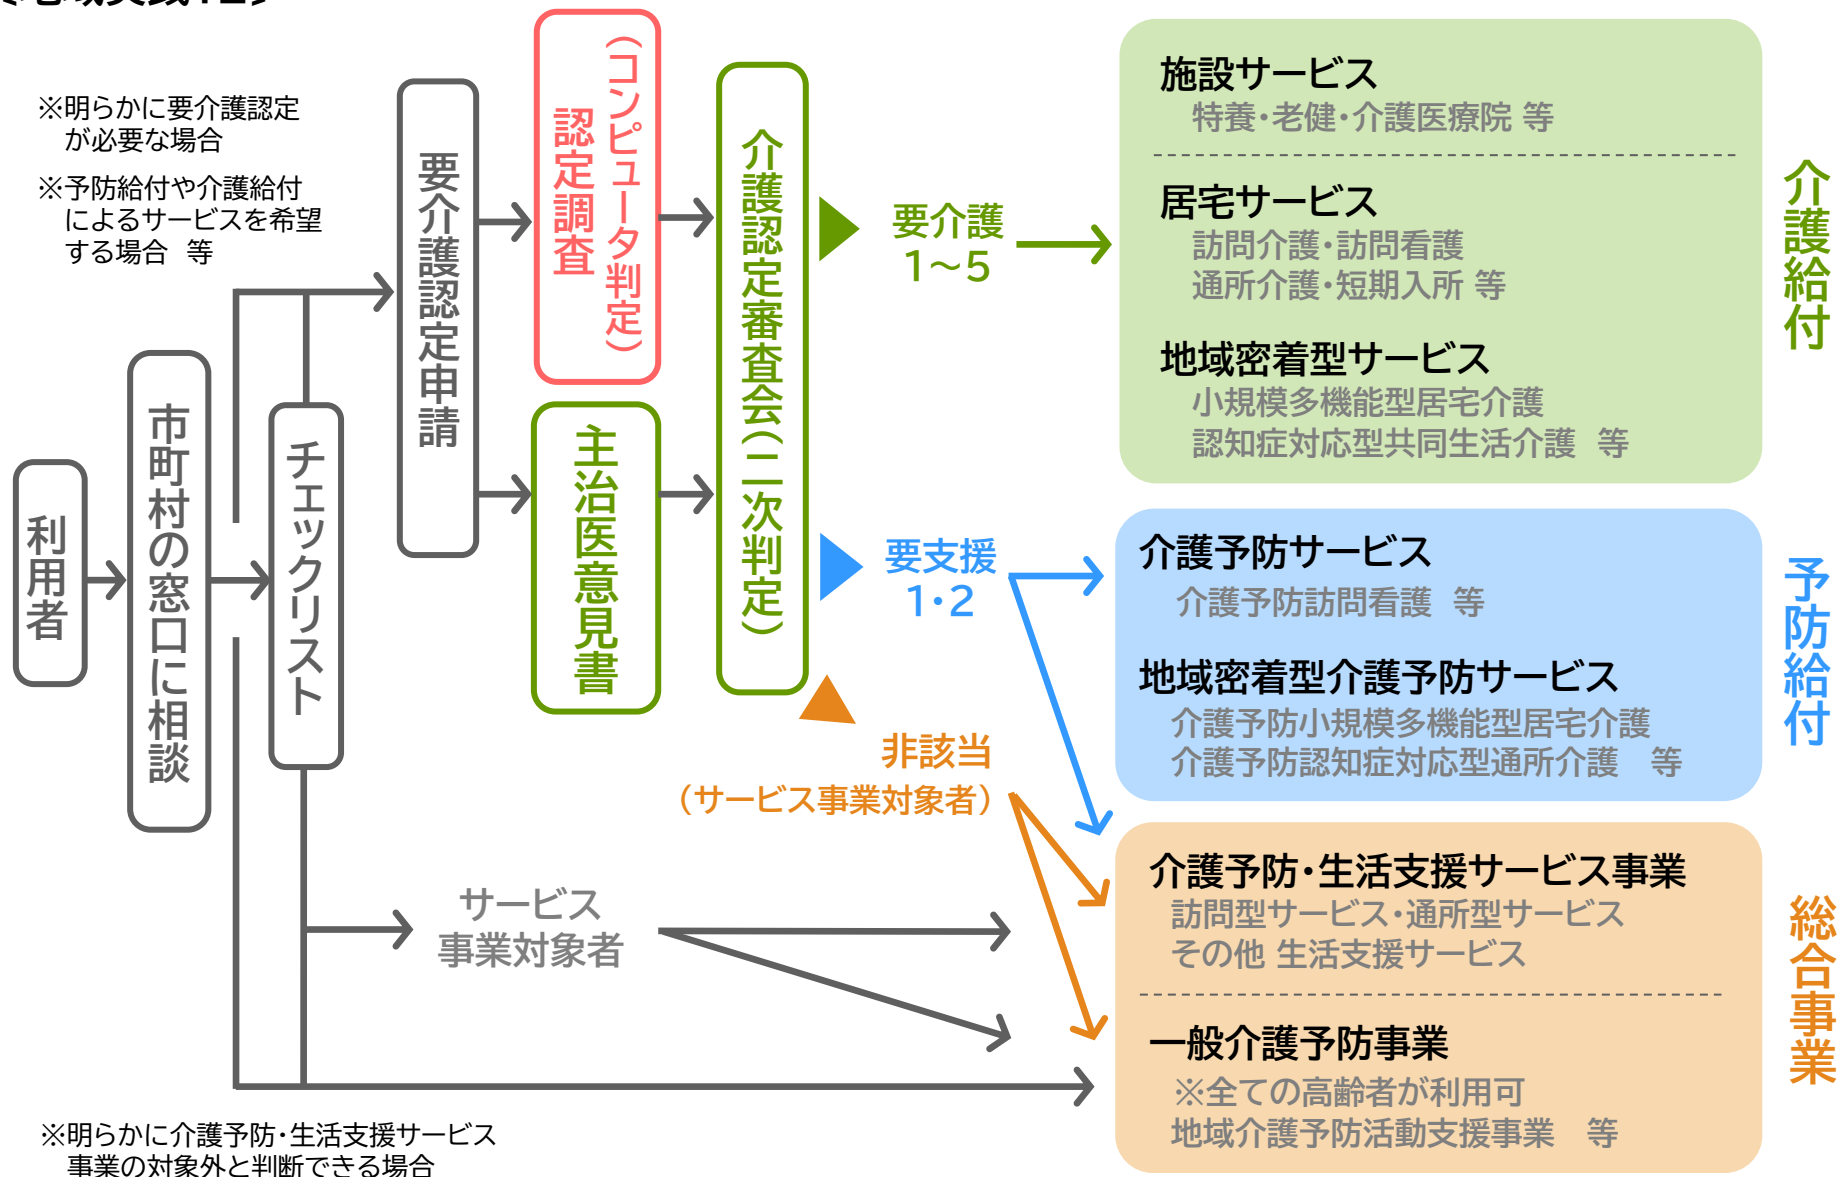 ※明らかに要介護認定
が必要な場合
※予防給付や介護給付
によるサービスを希望
する場合 等
利用者
市町村の窓口に相談
チェックリスト
要介護認定申請
認定調査
（コンピュータ判定）
主治医意見書
介護認定審査会（二次判定）
要介護
1～5
要支援
1・2
非該当
（サービス事業対象者）
サービス
事業対象者
※明らかに介護予防・生活支援サービス
事業の対象外と判断できる場合
施設サービス
特養・老健・介護医療院 等
居宅サービス
訪問介護・訪問看護
通所介護・短期入所 等
地域密着型サービス
小規模多機能型居宅介護
認知症対応型共同生活介護 等
介護給付
介護予防サービス
介護予防訪問看護 等
地域密着型介護予防サービス
介護予防小規模多機能型居宅介護
介護予防認知症対応型通所介護 等
予防給付
介護予防・生活支援サービス事業
訪問型サービス・通所型サービス
その他 生活支援サービス
一般介護予防事業
※全ての高齢者が利用可
地域介護予防活動支援事業 等
総合事業